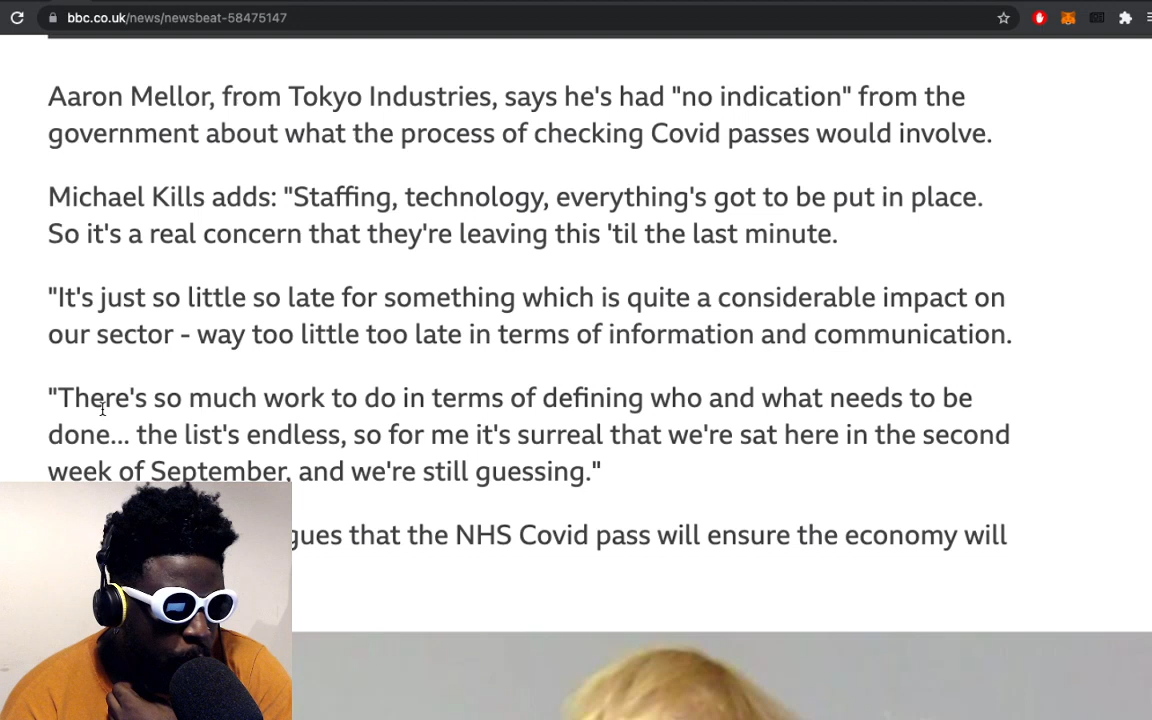 bbc.co.uk/news/newsbeat-58475147
Aaron Mellor, from Tokyo Industries, says he's had "no indication" from the
government about what the process of checking Covid passes would involve.
Michael Kills adds: "Staffing, technology, everything's got to be put in place.
So it's a real concern that they're leaving this 'til the last minute.
"It's just so little so late for something which is quite a considerable impact on
our sector - way too little too late in terms of information and communication.
"There's so much work to do in terms of defining who and what needs to be
done... the list's endless, so for me it's surreal that we're sat here in the second
week of September, and we're still guessing."
that the NHS Covid pass will ensure the economy will